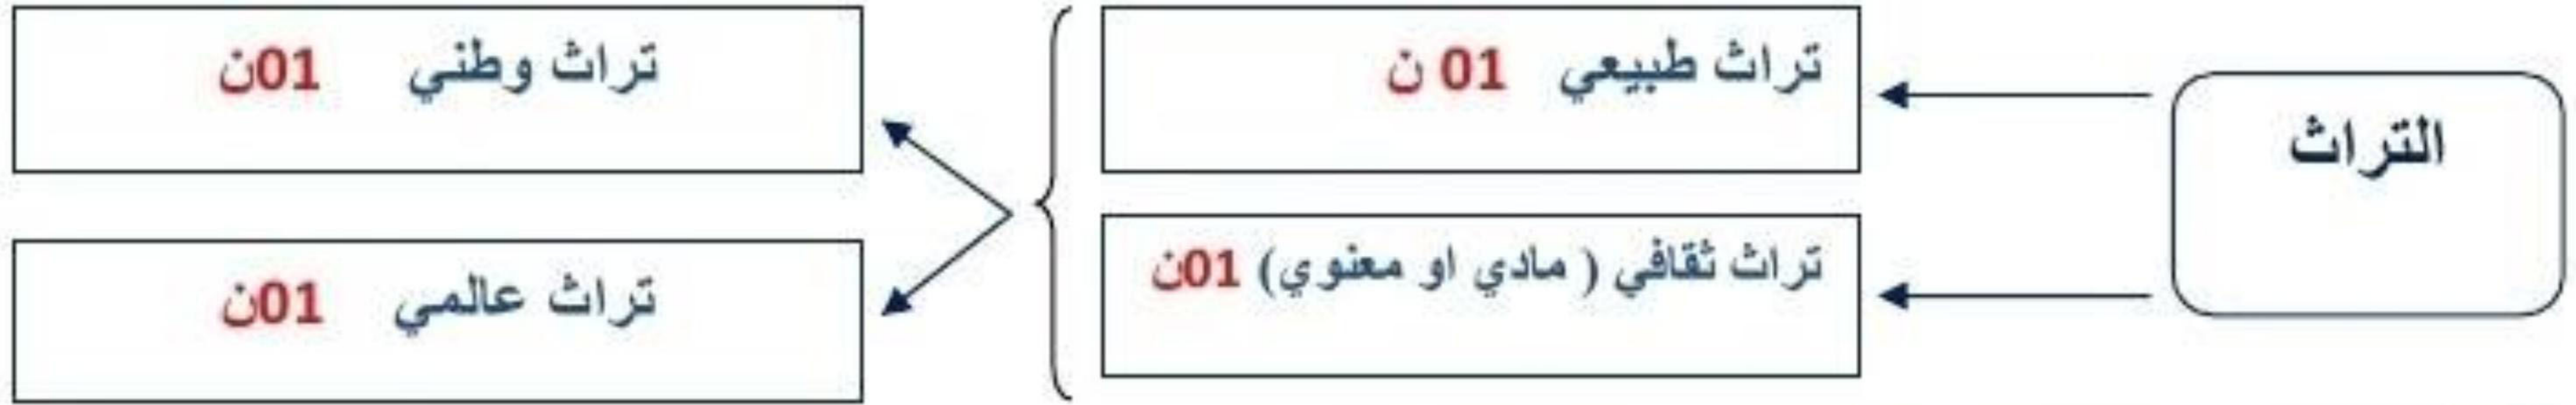 التراث
تراث طبيعي 01 ن
تراث ثقافي ( مادي او معنوي) 01ن
تراث وطني 01ن
تراث عالمي 01ن